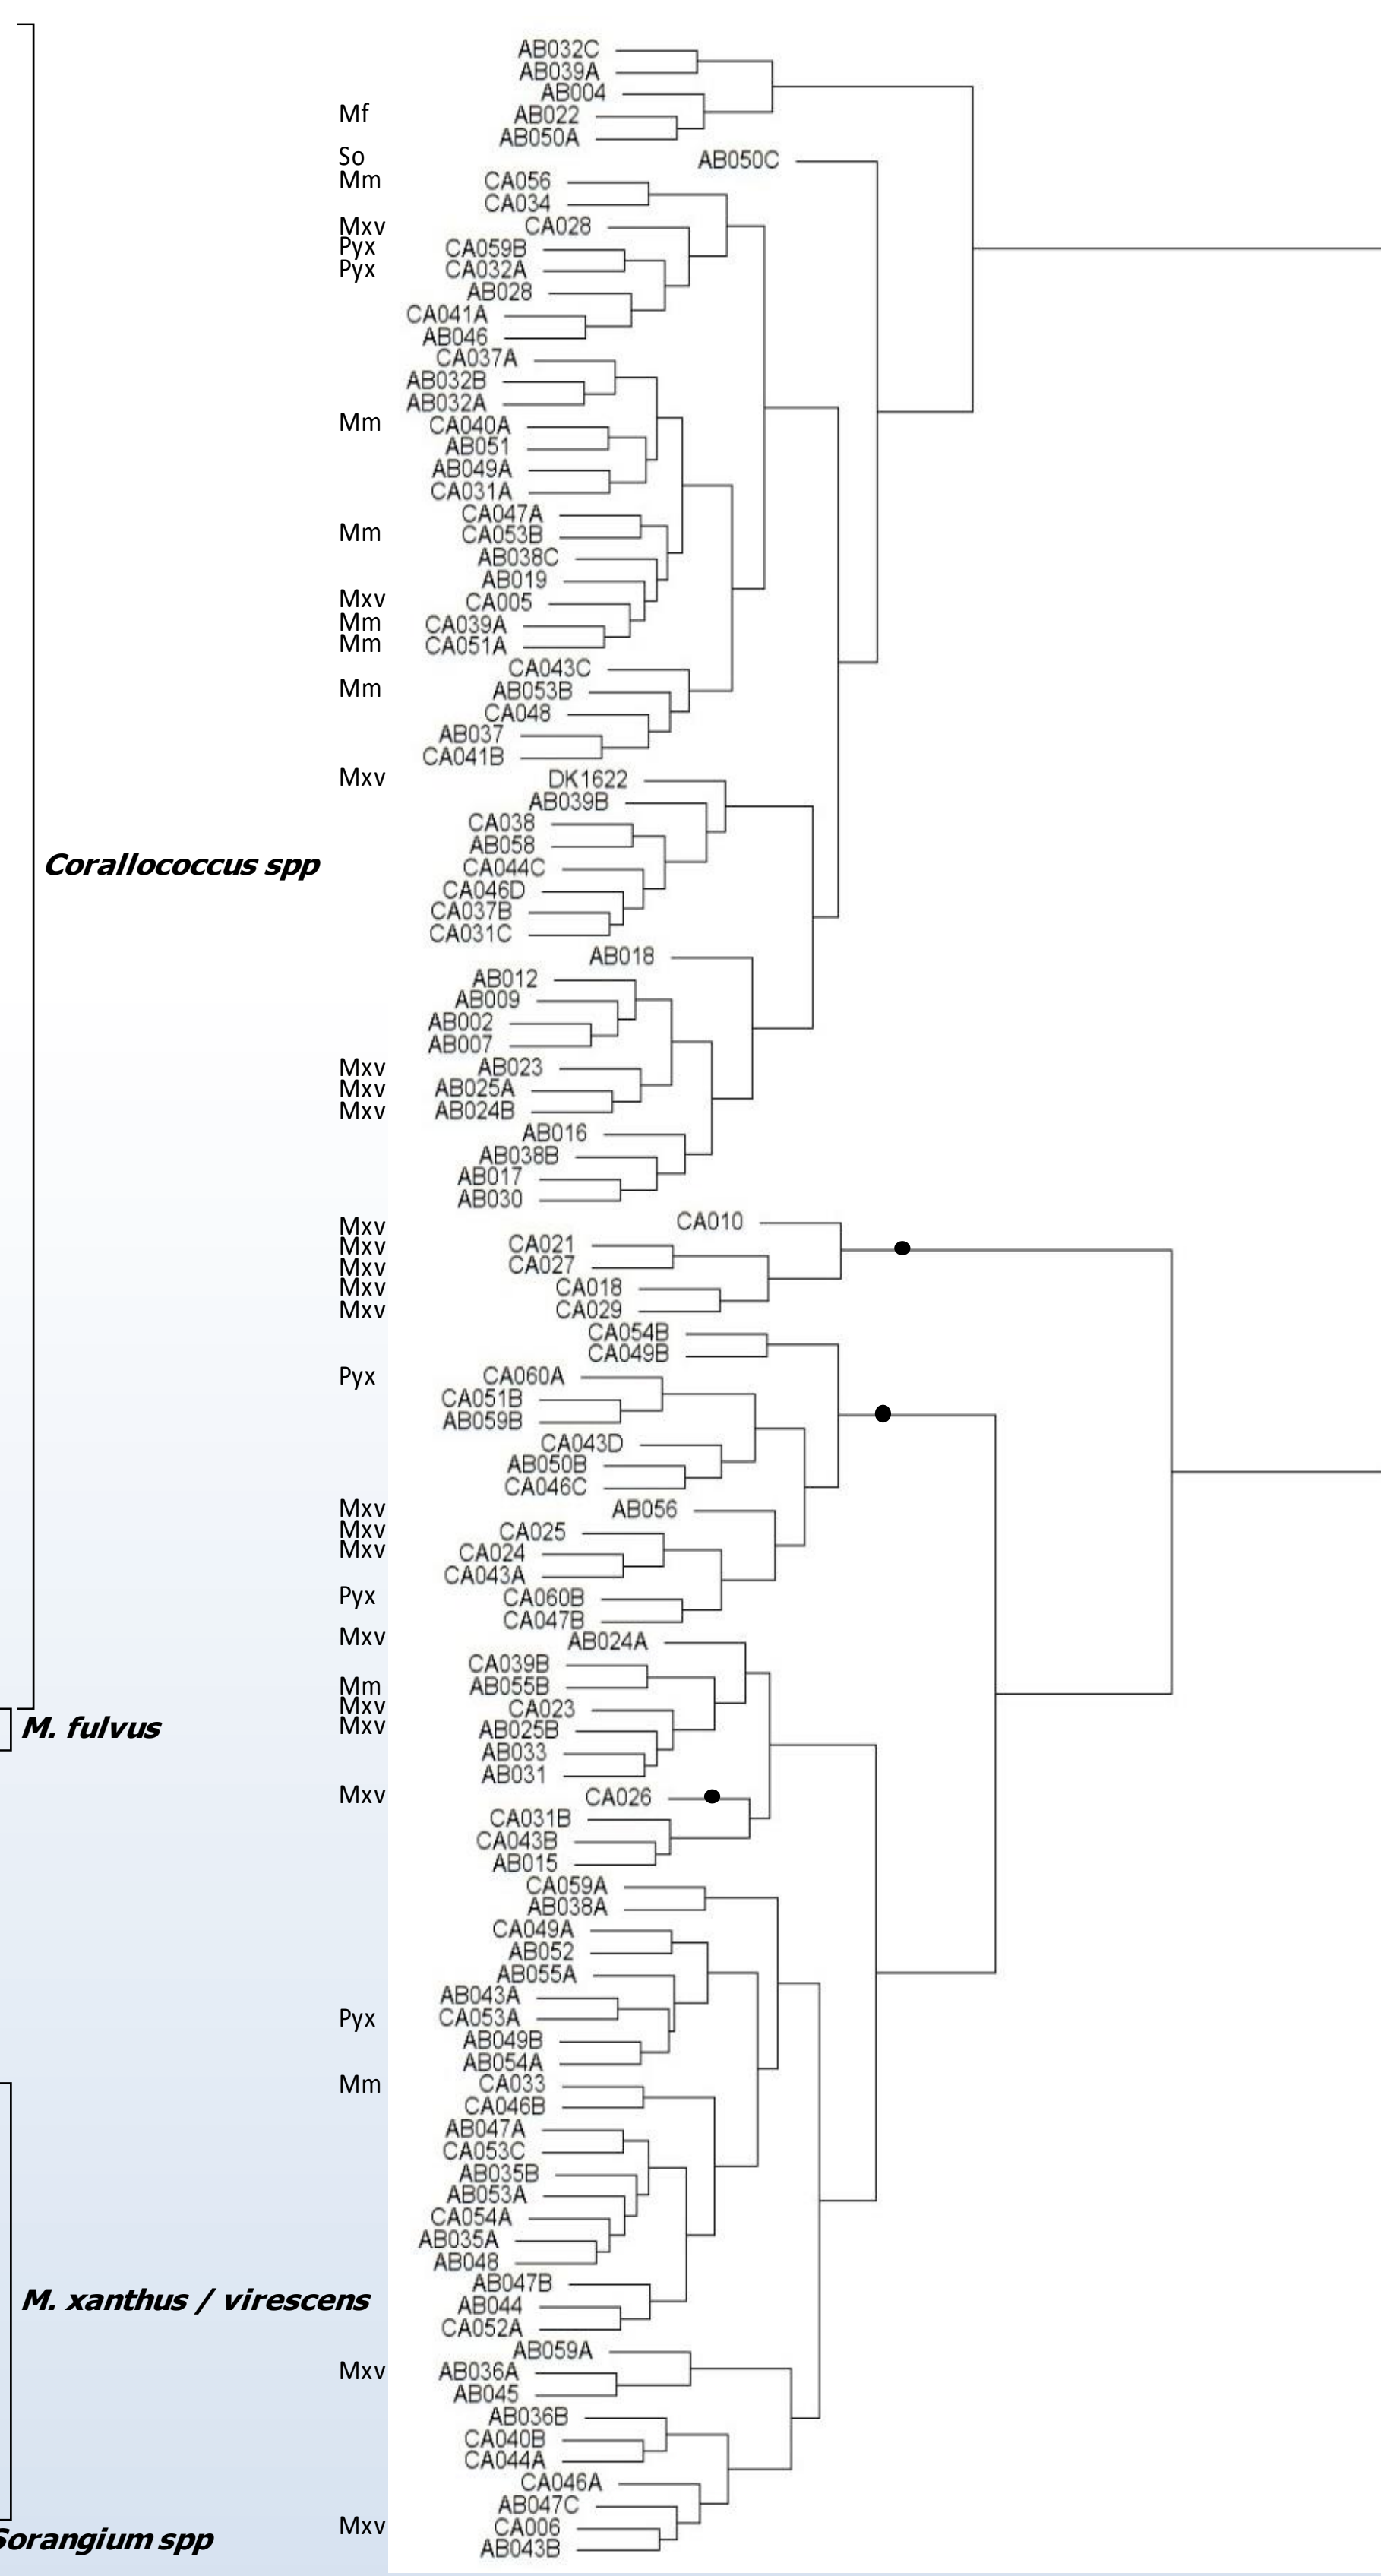 AB032C
AB039A
AB004
Mf AB022
AB050A
So AB050C
Mm CA056
CA034
Mxv CA028
Pyx CA059B
Pyx CA032A
AB028
CA041A
AB046
CA037A
AB032B
AB032A
Mm CA040A
AB051
AB049A
CA031A
CA047A
Mm CA053B
AB038C
AB019
Mxv CA005
Mm CA039A
Mm CA051A
CA043C
Mm AB053B
CA048
AB037
CA041B
Mxv DK1622
AB039B
CA038
AB058
Corallococcus spp CA044C
CA046D
CA037B
CA031C
AB018
AB012
AB009
AB002
AB007
Mxv AB023
Mxv AB025A
Mxv AB024B
AB016
AB038B
AB017
AB030
Mxv CA010
Mxv CA021
Mxv CA027
Mxv CA018
Mxv CA029
CA054B
CA049B
Pyx CA060A
CA051B
AB059B
CA043D
AB050B
CA046C
Mxv AB056
Mxv CA025
Mxv CA024
CA043A
Pyx CA060B
CA047B
Mxv AB024A
CA039B
Mm AB055B
Mxv CA023
M. fulvus Mxv AB025B
AB033
AB031
Mxv CA026
CA031B
CA043B
AB015
CA059A
AB038A
CA049A
AB052
AB055A
AB043A
Pyx CA053A
AB049B
AB054A
Mm CA033
CA046B
AB047A
CA053C
AB035B
AB053A
CA054A
AB035A
AB048
AB047B
M. xanthus / virescens AB044
CA052A
AB059A
Mxv AB036A
AB045
AB036B
CA040B
CA044A
CA046A
AB047C
Mxv CA006
Sorangium spp AB043B